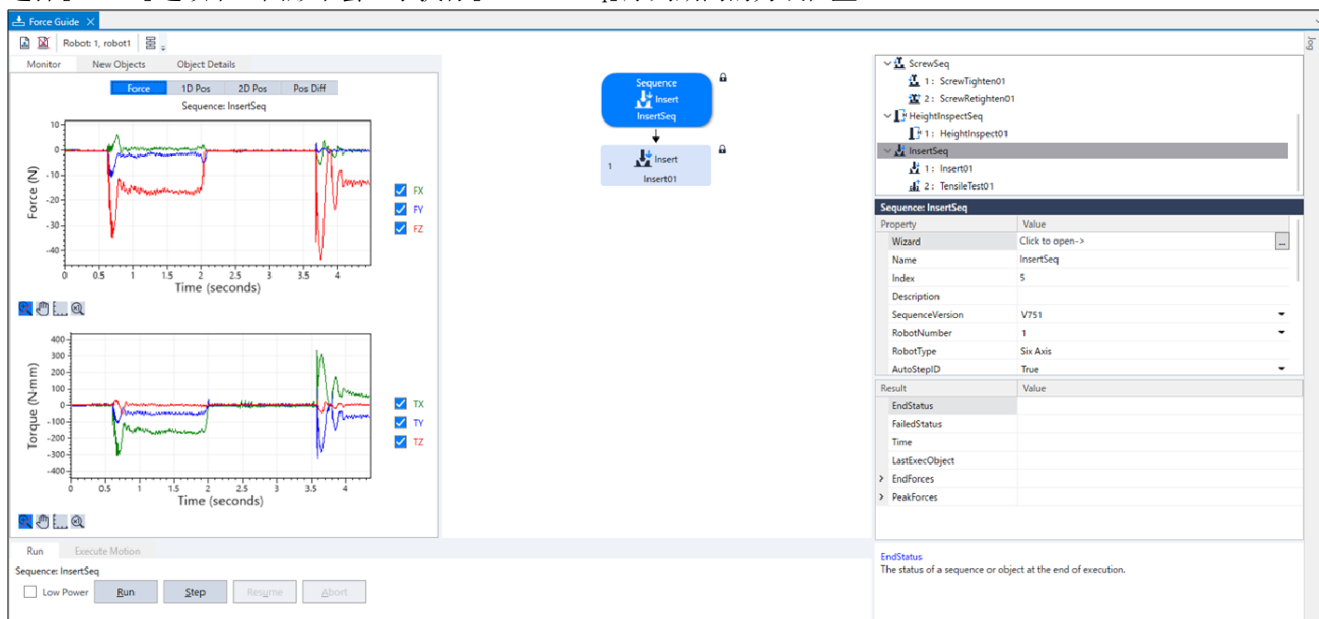 Force Guide
Robot: 1, robot1
Jog
Monitor New Objects Object Details
Force 1D Pos 2D Pos Pos Diff
Sequence: InsertSeq
10
0
-10
-20
-30
-40
Force (N)
FX
FY
FZ
0 0.5 1 1.5 2 2.5 3 3.5 4
Time (seconds)
400
300
200
100
0
-100
-200
-300
-400
Torque (N·mm)
TX
TY
TZ
0 0.5 1 1.5 2 2.5 3 3.5 4
Time (seconds)
Run Execute Motion
Sequence: InsertSeq
Low Power Run Step Resume Abort
Sequence
Insert
InsertSeq
1 Insert
Insert01
ScrewSeq
1: ScrewTighten01
2: ScrewRetighten01
HeightInspectSeq
1: HeightInspect01
InsertSeq
1: Insert01
2: TensileTest01
Sequence: InsertSeq
Property Value
Wizard Click to open-> ...
Name InsertSeq
Index 5
Description
SequenceVersion V751
RobotNumber 1
RobotType Six Axis
AutoStepID True
Result Value
EndStatus
FailedStatus
Time
LastExecObject
EndForces
PeakForces
EndStatus
The status of a sequence or object at the end of execution.